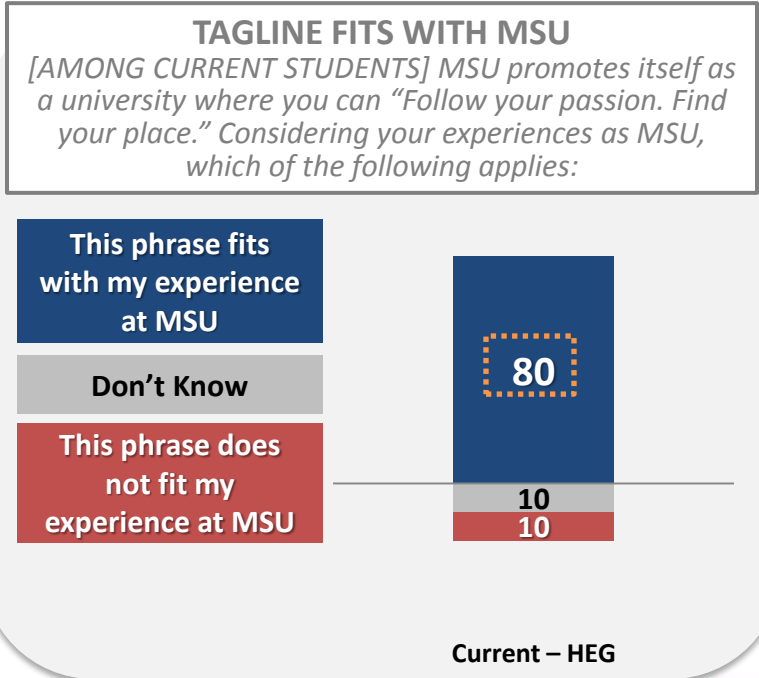 TAGLINE FITS WITH MSU
[AMONG CURRENT STUDENTS] MSU promotes itself as
a university where you can “Follow your passion. Find
your place.” Considering your experiences as MSU,
which of the following applies:
This phrase fits
with my experience
at MSU
Don’t Know
This phrase does
not fit my
experience at MSU
80
10
10
Current – HEG